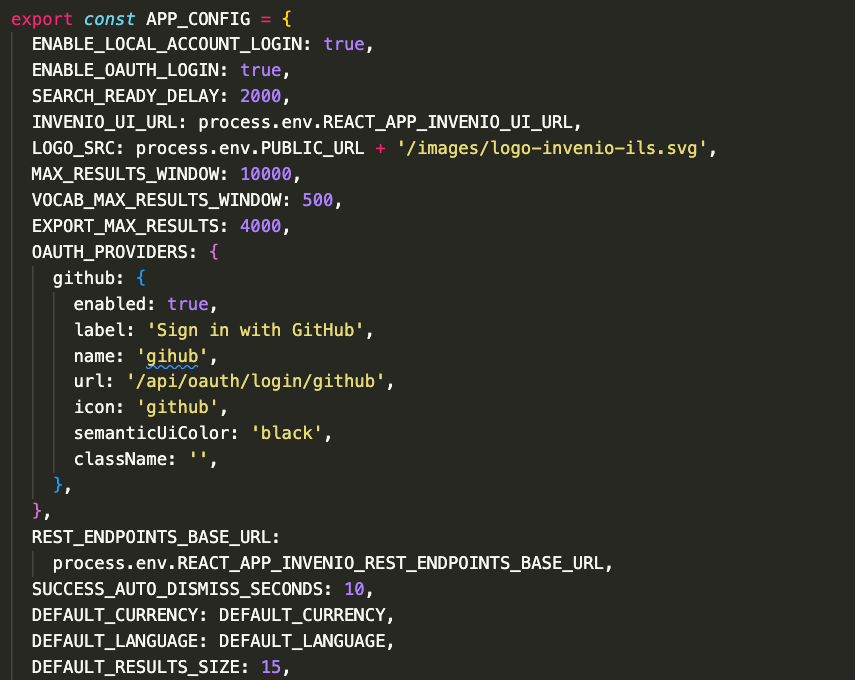 export const APP_CONFIG = {
ENABLE_LOCAL_ACCOUNT_LOGIN: true,
ENABLE_OAUTH_LOGIN: true,
SEARCH_READY_DELAY: 2000,
INVENIO_UI_URL: process.env.REACT_APP_INVENIO_UI_URL,
LOGO_SRC: process.env.PUBLIC_URL + '/images/logo-invenio-ils.svg',
MAX_RESULTS_WINDOW: 10000,
VOCAB_MAX_RESULTS_WINDOW: 500,
EXPORT_MAX_RESULTS: 4000,
OAUTH_PROVIDERS: {
github: {
enabled: true,
label: 'Sign in with GitHub',
name: 'gihub',
url: '/api/oauth/login/github',
icon: 'github',
semanticUiColor: 'black',
className: '',
},
},
REST_ENDPOINTS_BASE_URL:
process.env.REACT_APP_INVENIO_REST_ENDPOINTS_BASE_URL,
SUCCESS_AUTO_DISMISS_SECONDS: 10,
DEFAULT_CURRENCY: DEFAULT_CURRENCY,
DEFAULT_LANGUAGE: DEFAULT_LANGUAGE,
DEFAULT_RESULTS_SIZE: 15,